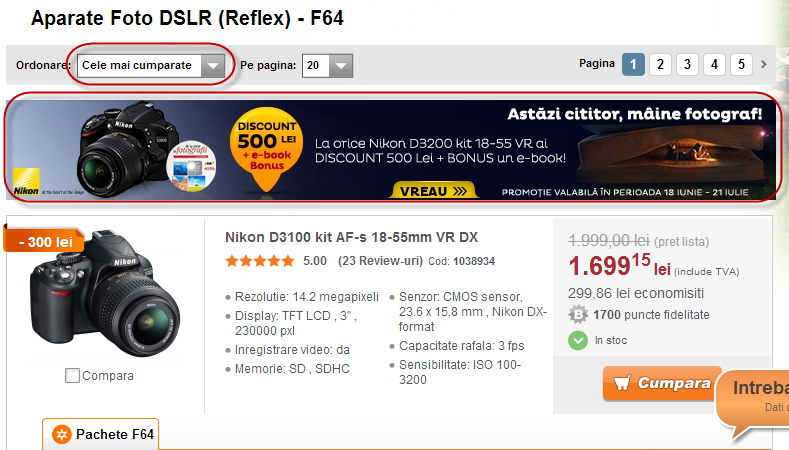 Aparate Foto DSLR (Reflex) - F64
Ordonare: Cele mai cumparate Pe pagina: 20 Pagina 1 2 3 4 5 >
Astăzi cititor, mâine fotograf!
Nikon
DISCOUNT
500 LEI
+ e-book
Bonus
fotografii
La orice Nikon D3200 kit 18-55 VR ai
DISCOUNT 500 Lei + BONUS un e-book!
Nikon At the heart of the image
VREAU
PROMOȚIE VALABILĂ ÎN PERIOADA 18 IUNIE - 21 IULIE
- 300 lei
Nikon
Compara
Nikon D3100 kit AF-s 18-55mm VR DX
5.00 (23 Review-uri) Cod: 1038934
• Rezolutie: 14.2 megapixeli
• Display: TFT LCD , 3" ,
230000 pxl
• Inregistrare video: da
• Memorie: SD , SDHC
• Senzor: CMOS sensor,
23.6 x 15.8 mm , Nikon DX-
format
• Capacitate rafala: 3 fps
• Sensibilitate: ISO 100-
3200
1.999,00 lei (pret lista)
1.69915 lei (include TVA)
299,86 lei economisiti
B 1700 puncte fidelitate
In stoc
Cumpara
Intreba
Dati c
Pachete F64